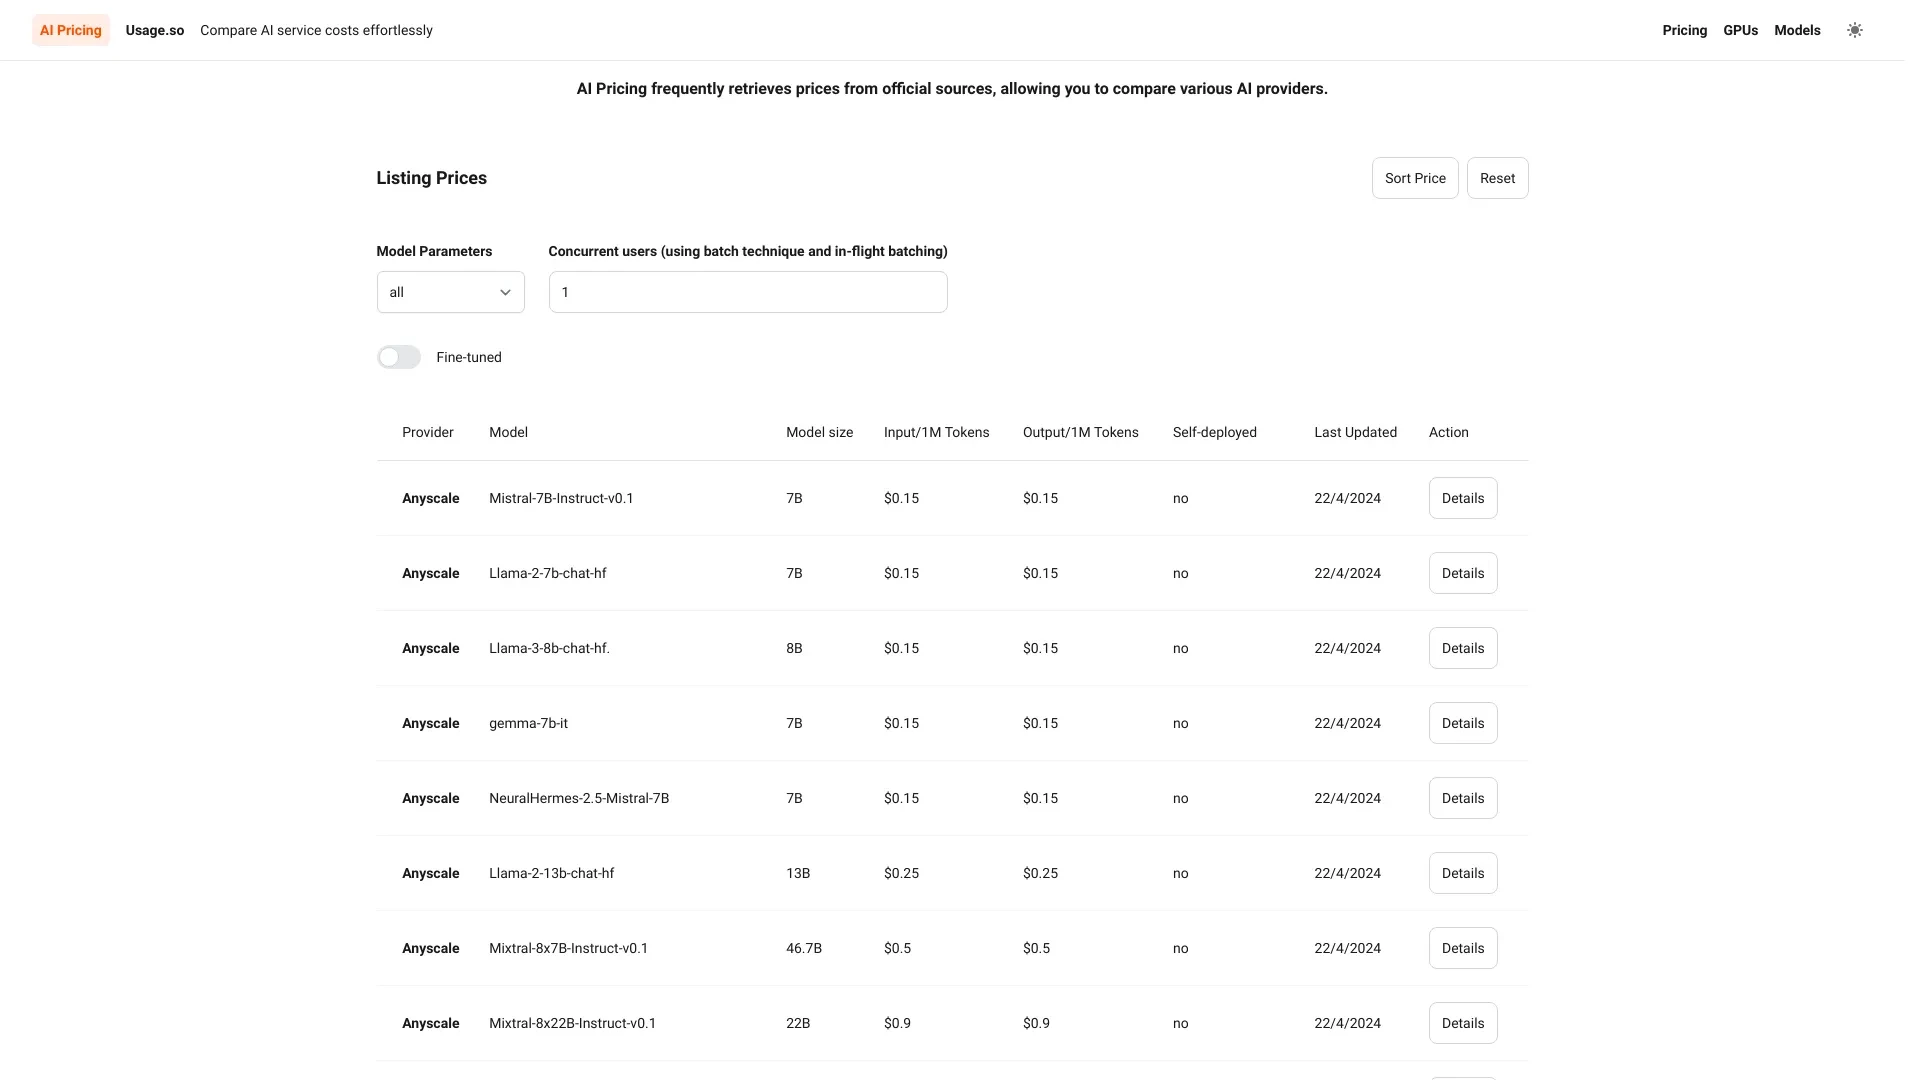 AI Pricing Usage.so Compare AI service costs effortlessly Pricing GPUs Models
AI Pricing frequently retrieves prices from official sources, allowing you to compare various AI providers.
Listing Prices Sort Price Reset
Model Parameters Concurrent users (using batch technique and in-flight batching)
all 1
Fine-tuned
Provider Model Model size Input/1M Tokens Output/1M Tokens Self-deployed Last Updated Action
Anyscale Mistral-7B-Instruct-v0.1 7B $0.15 $0.15 no 22/4/2024 Details
Anyscale Llama-2-7b-chat-hf 7B $0.15 $0.15 no 22/4/2024 Details
Anyscale Llama-3-8b-chat-hf. 8B $0.15 $0.15 no 22/4/2024 Details
Anyscale gemma-7b-it 7B $0.15 $0.15 no 22/4/2024 Details
Anyscale NeuralHermes-2.5-Mistral-7B 7B $0.15 $0.15 no 22/4/2024 Details
Anyscale Llama-2-13b-chat-hf 13B $0.25 $0.25 no 22/4/2024 Details
Anyscale Mixtral-8x7B-Instruct-v0.1 46.7B $0.5 $0.5 no 22/4/2024 Details
Anyscale Mixtral-8x22B-Instruct-v0.1 22B $0.9 $0.9 no 22/4/2024 Details